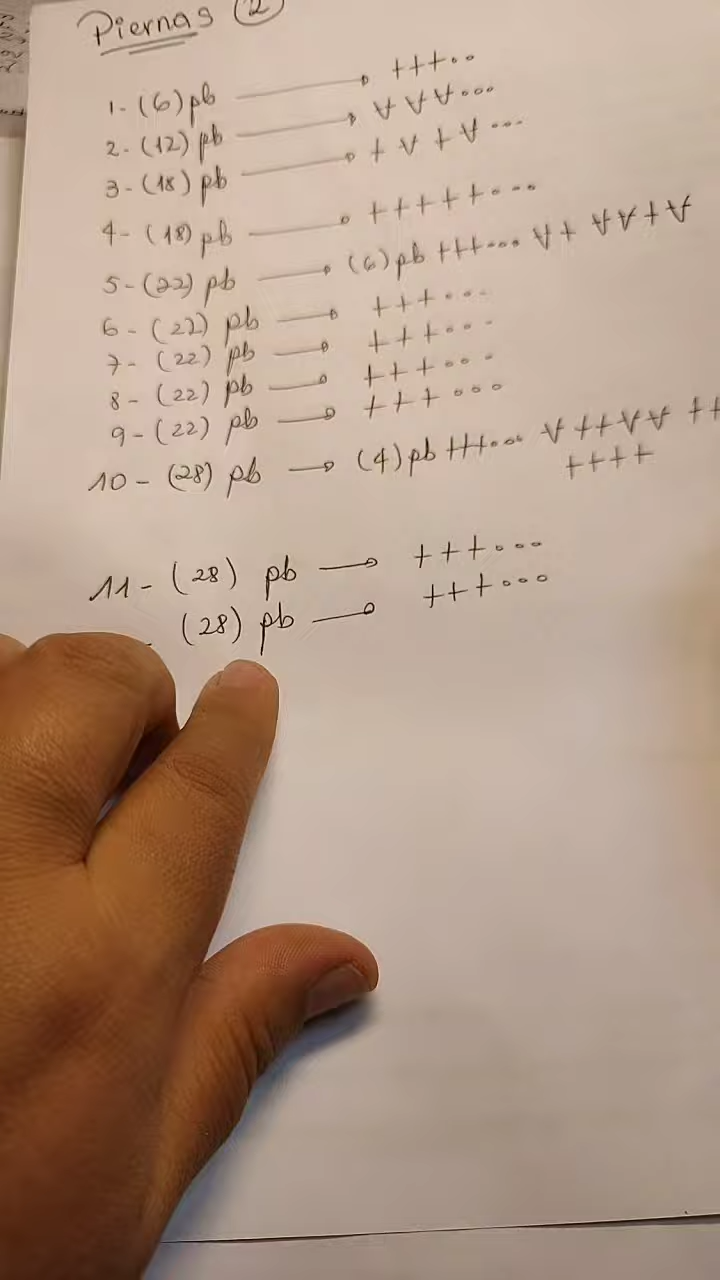 Piernas (2)
1- (6) pb → +++..
2- (12) pb → V V V ...
3- (18) pb → + V + V ...
4- (18) pb → +++++...
5- (22) pb → (6) pb +++... V + V V + V
6- (22) pb → +++...
7- (22) pb → +++...
8- (22) pb → +++...
9- (22) pb → +++...
10- (28) pb → (4) pb +++... V ++ V V ++
++++
11- (28) pb → +++...
(28) pb → +++...